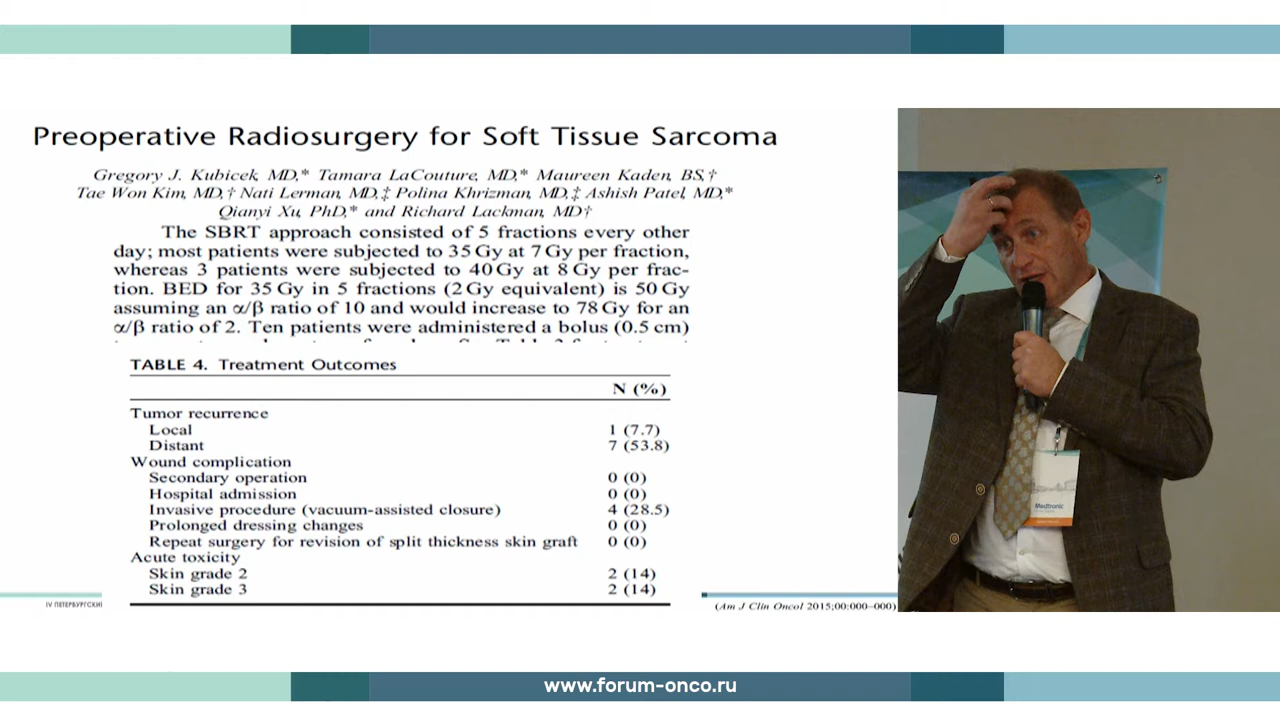 Preoperative Radiosurgery for Soft Tissue Sarcoma
Gregory J. Kubicek, MD,* Tamara LaCouture, MD,* Maureen Kaden, BS,†
Tae Won Kim, MD,† Nati Lerman, MD,‡ Polina Khrizman, MD,‡ Ashish Patel, MD,*
Qianyi Xu, PhD,* and Richard Lackman, MD†
The SBRT approach consisted of 5 fractions every other
day; most patients were subjected to 35 Gy at 7 Gy per fraction,
whereas 3 patients were subjected to 40 Gy at 8 Gy per frac-
tion. BED for 35 Gy in 5 fractions (2 Gy equivalent) is 50 Gy
assuming an α/β ratio of 10 and would increase to 78 Gy for an
α/β ratio of 2. Ten patients were administered a bolus (0.5 cm)
TABLE 4. Treatment Outcomes
N (%)
Tumor recurrence
Local 1 (7.7)
Distant 7 (53.8)
Wound complication
Secondary operation 0 (0)
Hospital admission 0 (0)
Invasive procedure (vacuum-assisted closure) 4 (28.5)
Prolonged dressing changes 0 (0)
Repeat surgery for revision of split thickness skin graft 0 (0)
Acute toxicity
Skin grade 2 2 (14)
Skin grade 3 2 (14)
IV ПЕТЕРБУРГСКИ
(Am J Clin Oncol 2015;00:000–000)
Medtronic
www.forum-onco.ru